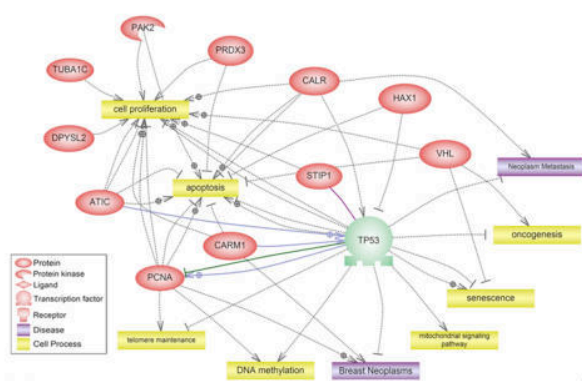 PAK2
PRDX3
TUBA1C
CALR
HAX1
cell proliferation
DPYSL2
VHL
Neoplasm Metastasis
STIP1
apoptosis
ATIC
oncogenesis
TP53
CARM1
PCNA
senescence
telomere maintenance
mitochondrial signaling
pathway
DNA methylation
Breast Neoplasms
Protein
Protein kinase
Ligand
Transcription factor
Receptor
Disease
Cell Process